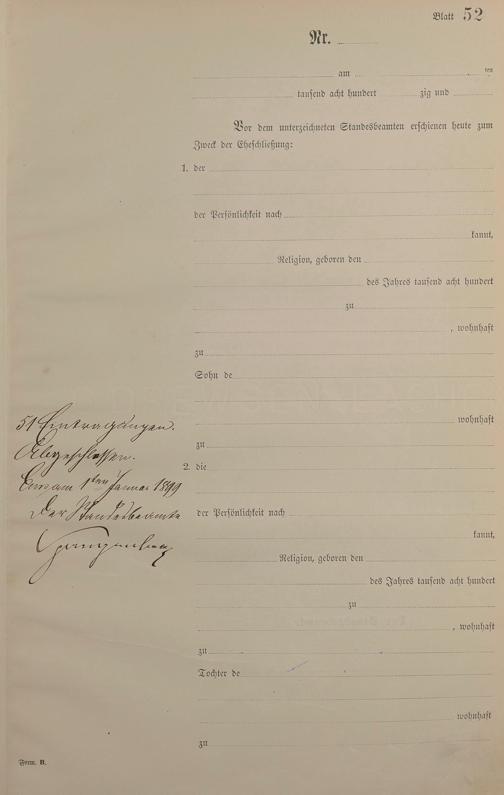 Blatt 52
Nr.
am ten
tausend acht hundert zig und
Vor dem unterzeichneten Standesbeamten erschienen heute zum
Zweck der Eheschließung:
1. der
der Persönlichkeit nach
kannt,
Religion, geboren den
des Jahres tausend acht hundert
zu
, wohnhaft
zu
Sohn de
wohnhaft
zu
51 Eintragungen.
Abgeschlossen.
am 1ten Januar 1899
Der Standesbeamte
2. die
der Persönlichkeit nach
kannt,
Religion, geboren den
des Jahres tausend acht hundert
zu
, wohnhaft
zu
Tochter de
wohnhaft
zu
Form. B.